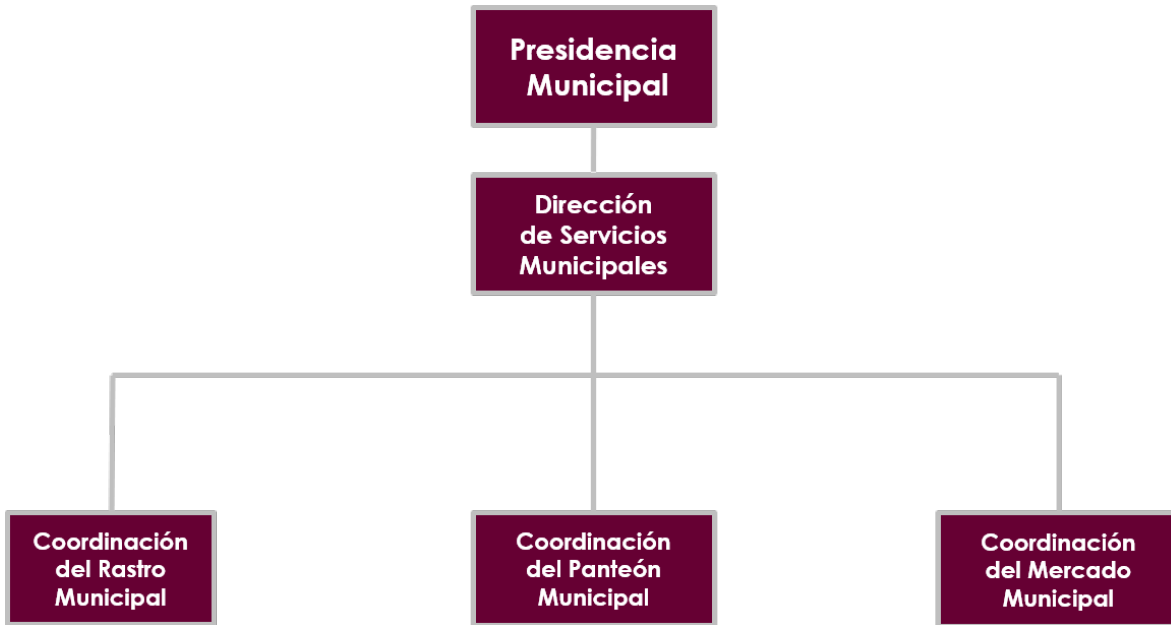 Presidencia
Municipal
Dirección
de Servicios
Municipales
Coordinación
del Rastro
Municipal
Coordinación
del Panteón
Municipal
Coordinación
del Mercado
Municipal